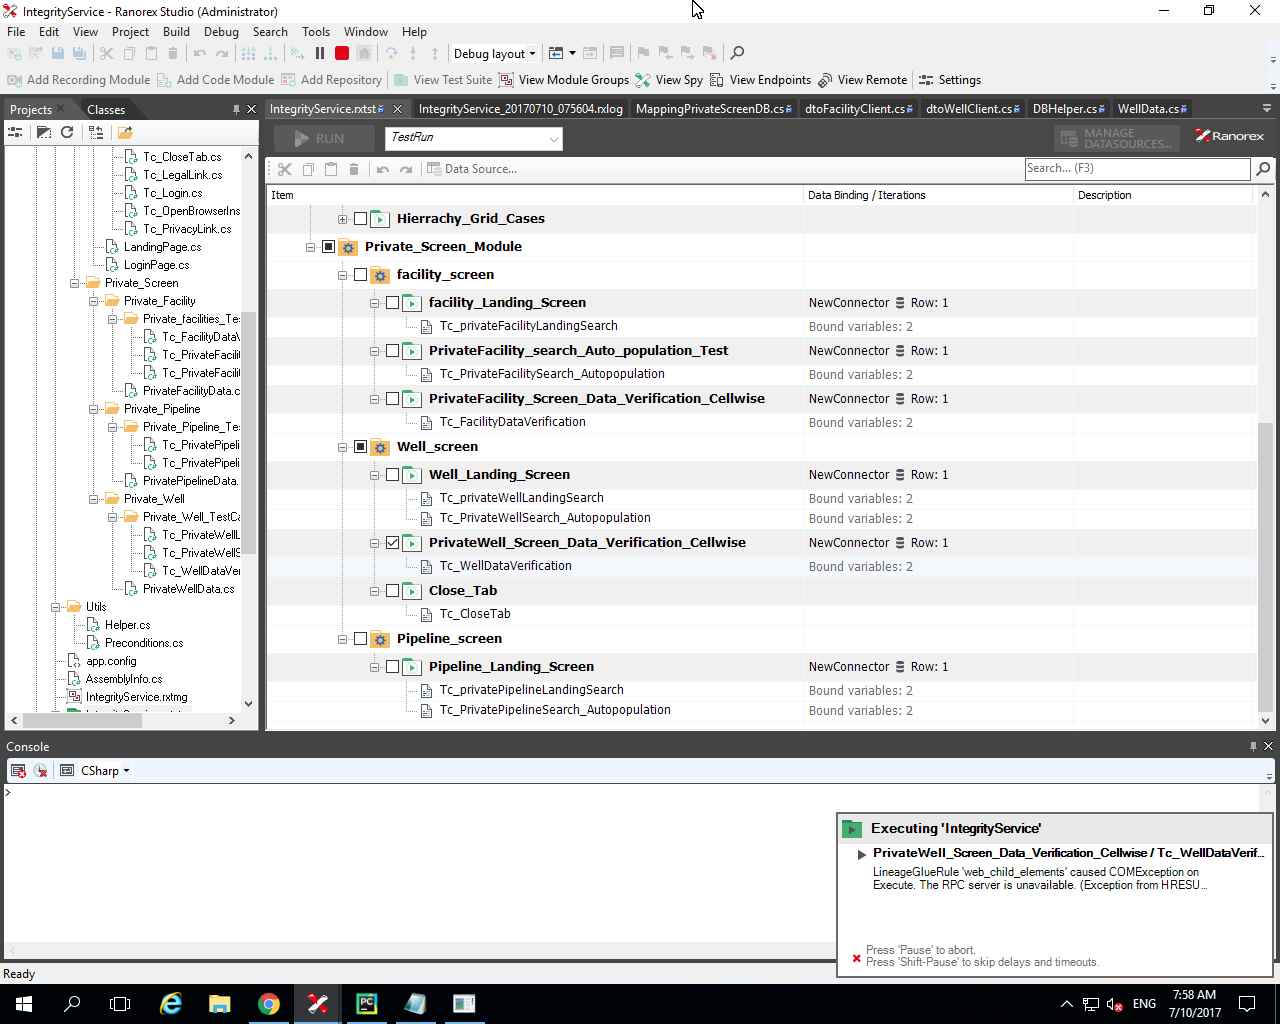 IntegrityService - Ranorex Studio (Administrator)
File Edit View Project Build Debug Search Tools Window Help
Debug layout
Add Recording Module Add Code Module Add Repository View Test Suite View Module Groups View Spy View Endpoints View Remote Settings
Projects Classes
IntegrityService.rxtst IntegrityService_20170710_075604.rxlog MappingPrivateScreenDB.cs dtoFacilityClient.cs dtoWellClient.cs DBHelper.cs WellData.cs
RUN TestRun MANAGE DATASOURCES... Ranorex
Data Source... Search... (F3)
Tc_CloseTab.cs
Tc_LegalLink.cs
Tc_Login.cs
Tc_OpenBrowserIns
Tc_PrivacyLink.cs
LandingPage.cs
LoginPage.cs
Private_Screen
Private_Facility
Private_facilities_Tes
Tc_FacilityData
Tc_PrivateFacilit
Tc_PrivateFacilit
PrivateFacilityData.c
Private_Pipeline
Private_Pipeline_Te
Tc_PrivatePipeli
Tc_PrivatePipeli
PrivatePipelineData.
Private_Well
Private_Well_TestCa
Tc_PrivateWellL
Tc_PrivateWellS
Tc_WellDataVer
PrivateWellData.cs
Utils
Helper.cs
Preconditions.cs
app.config
AssemblyInfo.cs
IntegrityService.rxtmg
Item Data Binding / Iterations Description
Hierrachy_Grid_Cases
Private_Screen_Module
facility_screen
facility_Landing_Screen NewConnector Row: 1
Tc_privateFacilityLandingSearch Bound variables: 2
PrivateFacility_search_Auto_population_Test NewConnector Row: 1
Tc_PrivateFacilitySearch_Autopopulation Bound variables: 2
PrivateFacility_Screen_Data_Verification_Cellwise NewConnector Row: 1
Tc_FacilityDataVerification Bound variables: 2
Well_screen
Well_Landing_Screen NewConnector Row: 1
Tc_privateWellLandingSearch Bound variables: 2
Tc_PrivateWellSearch_Autopopulation Bound variables: 2
PrivateWell_Screen_Data_Verification_Cellwise NewConnector Row: 1
Tc_WellDataVerification Bound variables: 2
Close_Tab
Tc_CloseTab
Pipeline_screen
Pipeline_Landing_Screen NewConnector Row: 1
Tc_privatePipelineLandingSearch Bound variables: 2
Tc_PrivatePipelineSearch_Autopopulation Bound variables: 2
Console
CSharp
>
Executing 'IntegrityService'
PrivateWell_Screen_Data_Verification_Cellwise / Tc_WellDataVerif...
LineageGlueRule 'web_child_elements' caused COMException on
Execute. The RPC server is unavailable. (Exception from HRESU...
Press 'Pause' to abort.
Press 'Shift-Pause' to skip delays and timeouts.
Ready
ENG 7:58 AM
7/10/2017